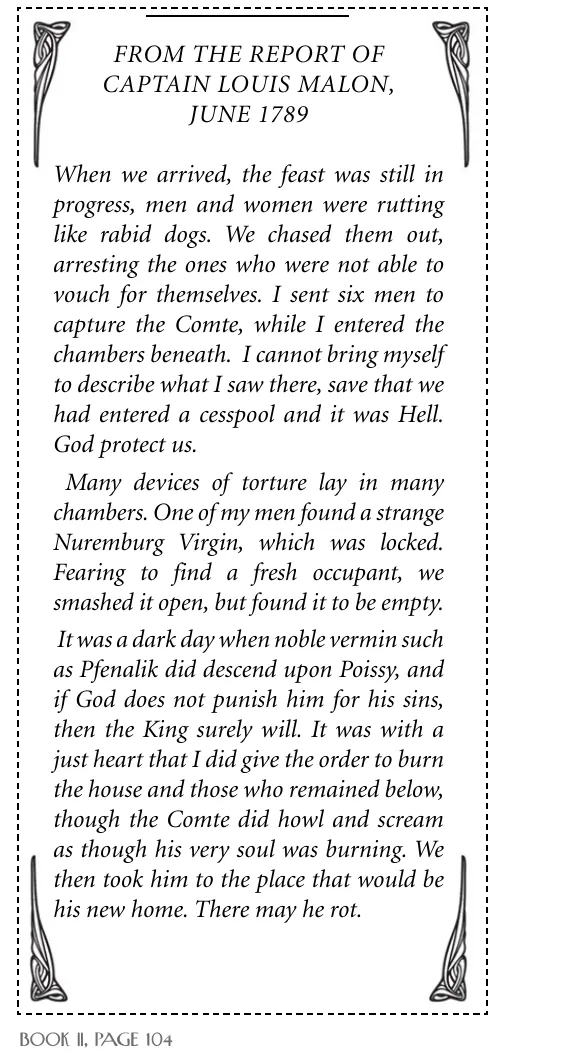 FROM THE REPORT OF
CAPTAIN LOUIS MALON,
JUNE 1789
When we arrived, the feast was still in
progress, men and women were rutting
like rabid dogs. We chased them out,
arresting the ones who were not able to
vouch for themselves. I sent six men to
capture the Comte, while I entered the
chambers beneath. I cannot bring myself
to describe what I saw there, save that we
had entered a cesspool and it was Hell.
God protect us.
Many devices of torture lay in many
chambers. One of my men found a strange
Nuremburg Virgin, which was locked.
Fearing to find a fresh occupant, we
smashed it open, but found it to be empty.
It was a dark day when noble vermin such
as Pfenalik did descend upon Poissy, and
if God does not punish him for his sins,
then the King surely will. It was with a
just heart that I did give the order to burn
the house and those who remained below,
though the Comte did howl and scream
as though his very soul was burning. We
then took him to the place that would be
his new home. There may he rot.
BOOK II, PAGE 104